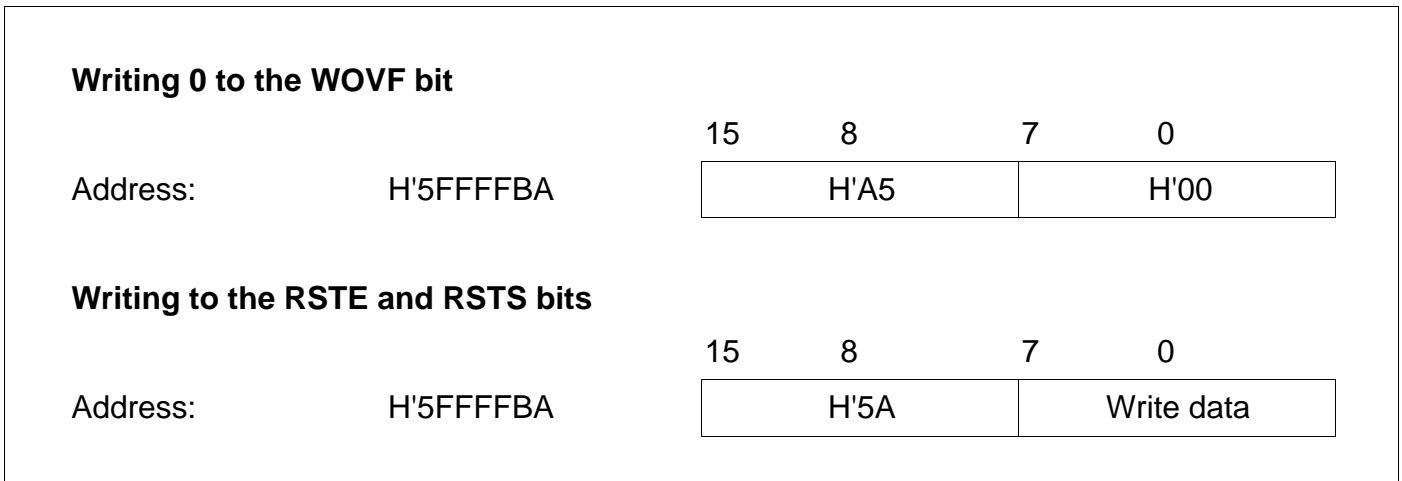 Writing 0 to the WOVF bit
15 8 7 0
Address: H'5FFFFBA H'A5 H'00
Writing to the RSTE and RSTS bits
15 8 7 0
Address: H'5FFFFBA H'5A Write data